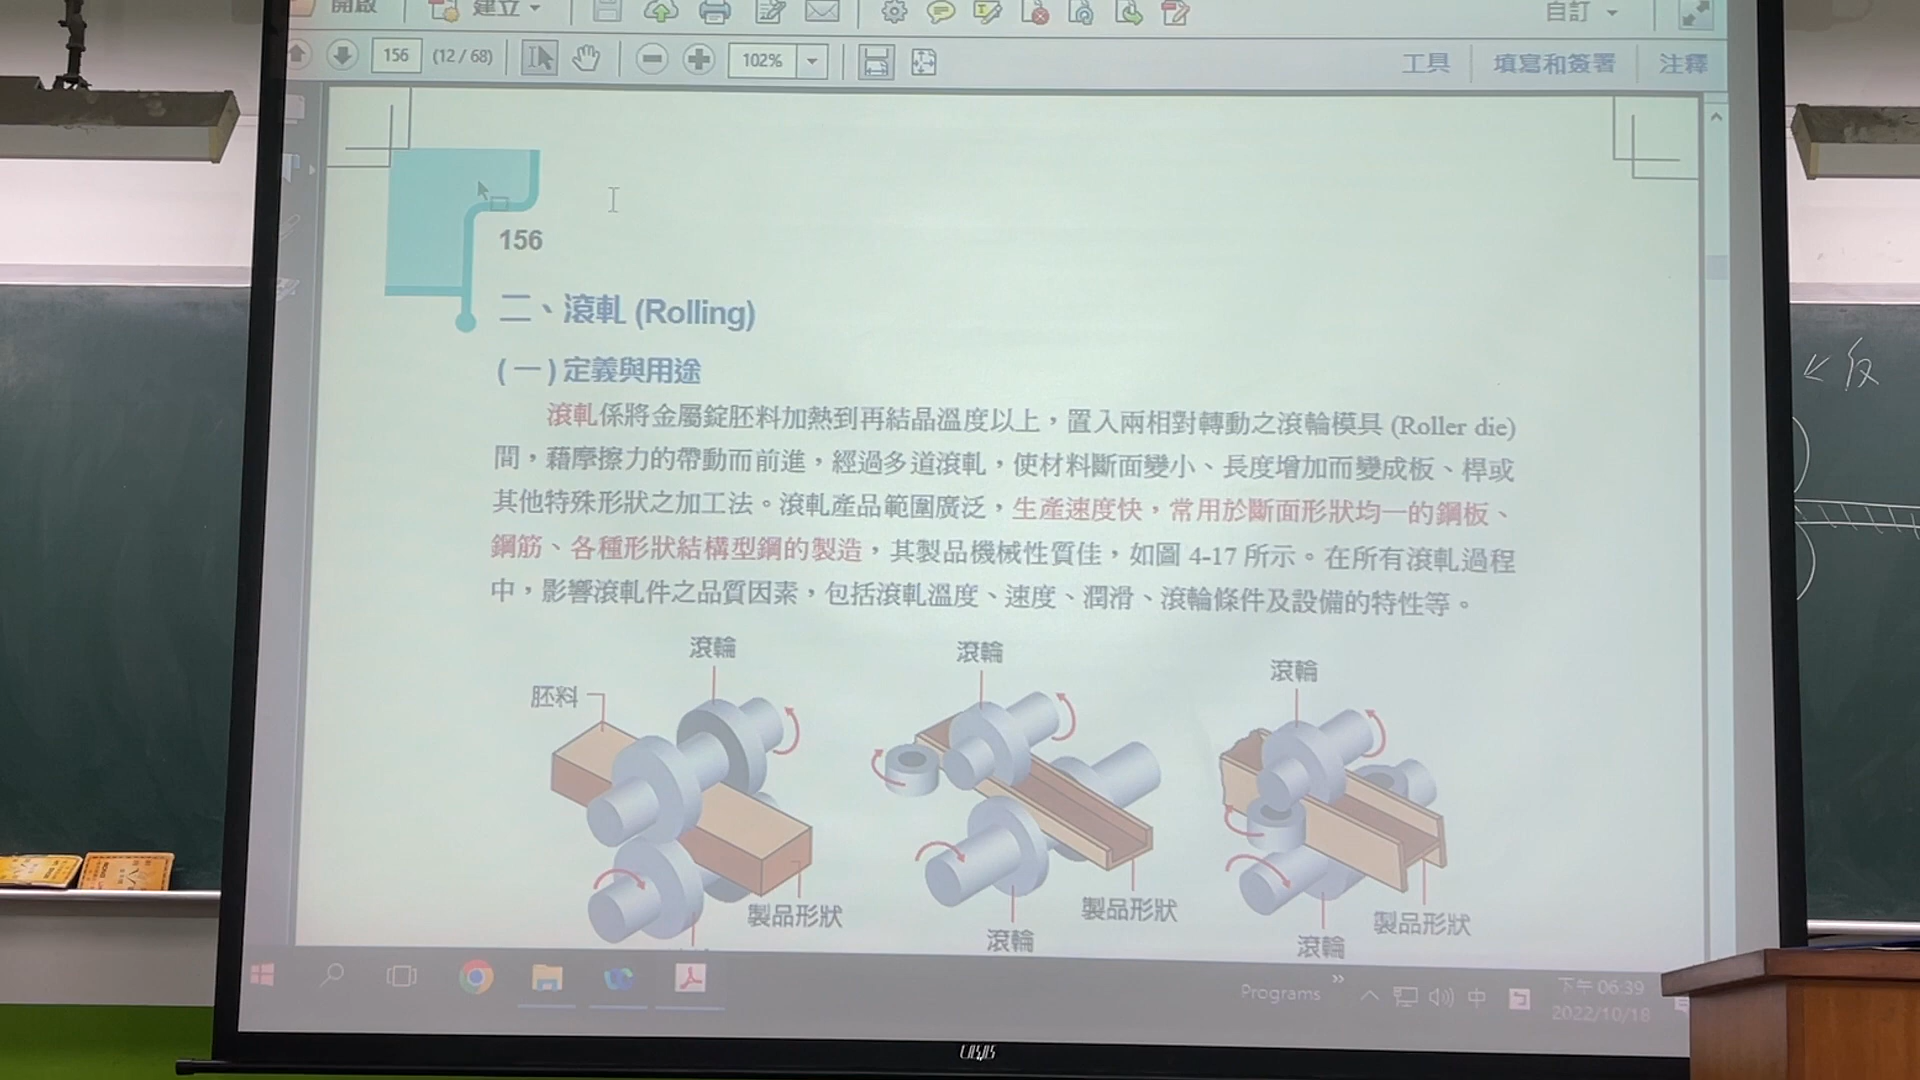 開啟
建立
自訂
156
(12 / 68)
102%
工具
填寫和簽署
注釋
156
二、滾軋 (Rolling)
(一) 定義與用途
滾軋係將金屬錠胚料加熱到再結晶溫度以上，置入兩相對轉動之滾輪模具 (Roller die)
間，藉摩擦力的帶動而前進，經過多道滾軋，使材料斷面變小、長度增加而變成板、桿或
其他特殊形狀之加工法。滾軋產品範圍廣泛，生產速度快，常用於斷面形狀均一的鋼板、
鋼筋、各種形狀結構型鋼的製造，其製品機械性質佳，如圖 4-17 所示。在所有滾軋過程
中，影響滾軋件之品質因素，包括滾軋溫度、速度、潤滑、滾輪條件及設備的特性等。
滾輪
胚料
製品形狀
滾輪
製品形狀
滾輪
滾輪
製品形狀
滾輪
Programs
中
下午 06:39
2022/10/18
反